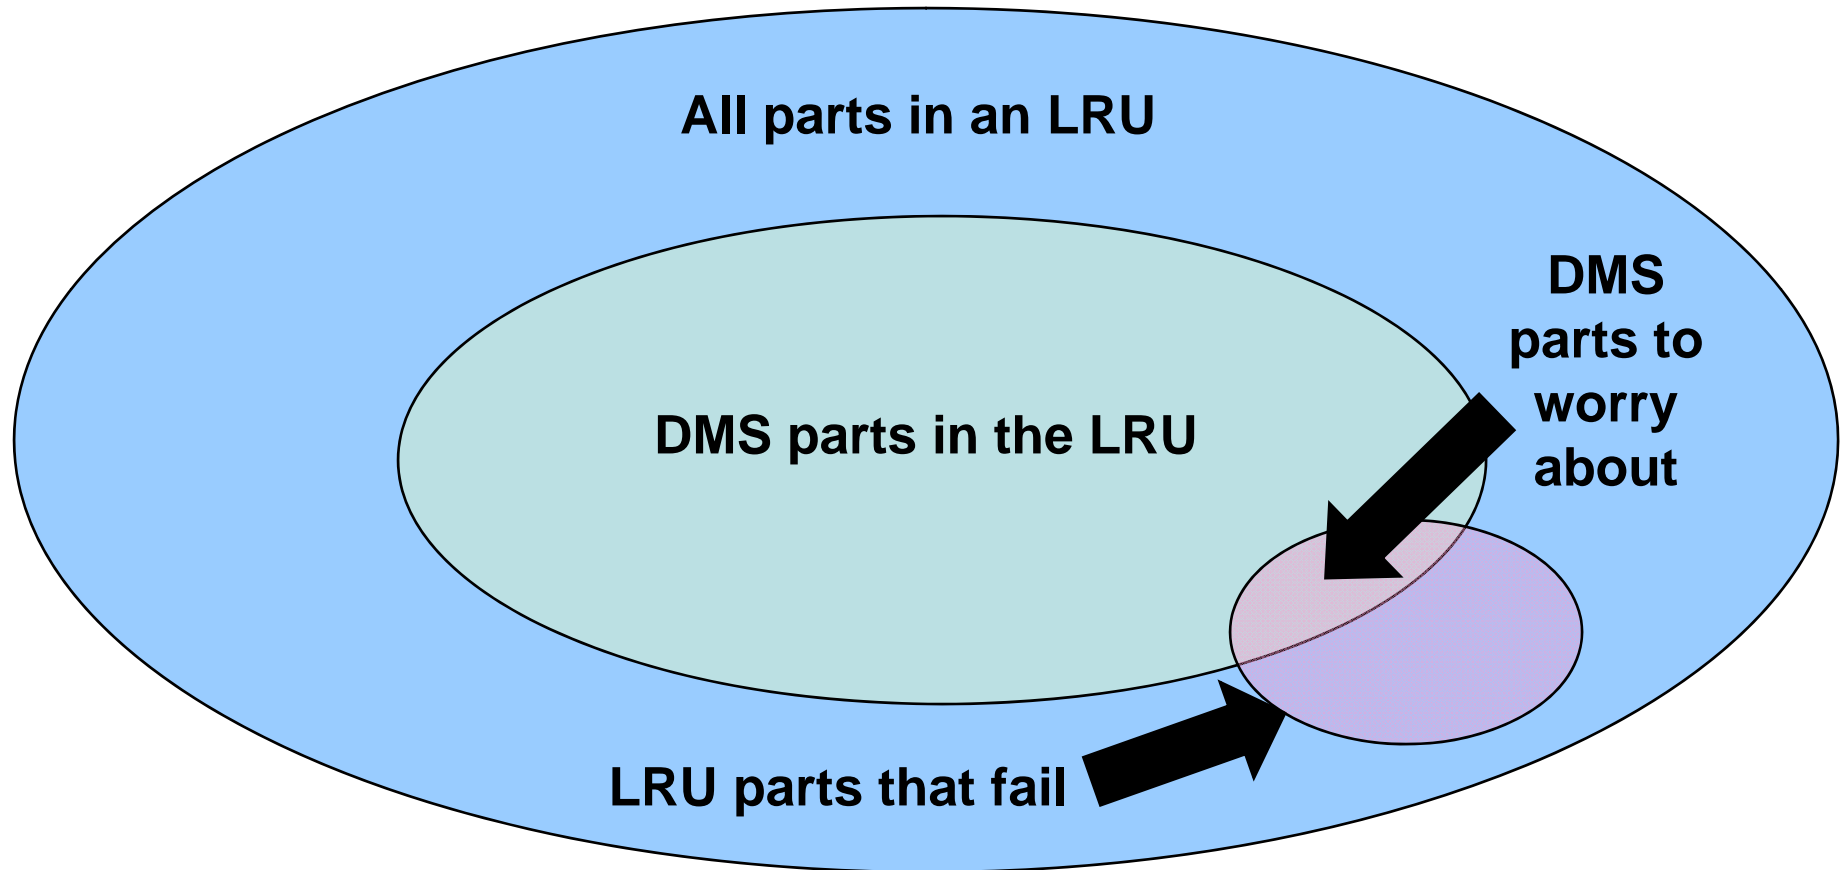 All parts in an LRU
DMS
parts to
worry
about
DMS parts in the LRU
LRU parts that fail